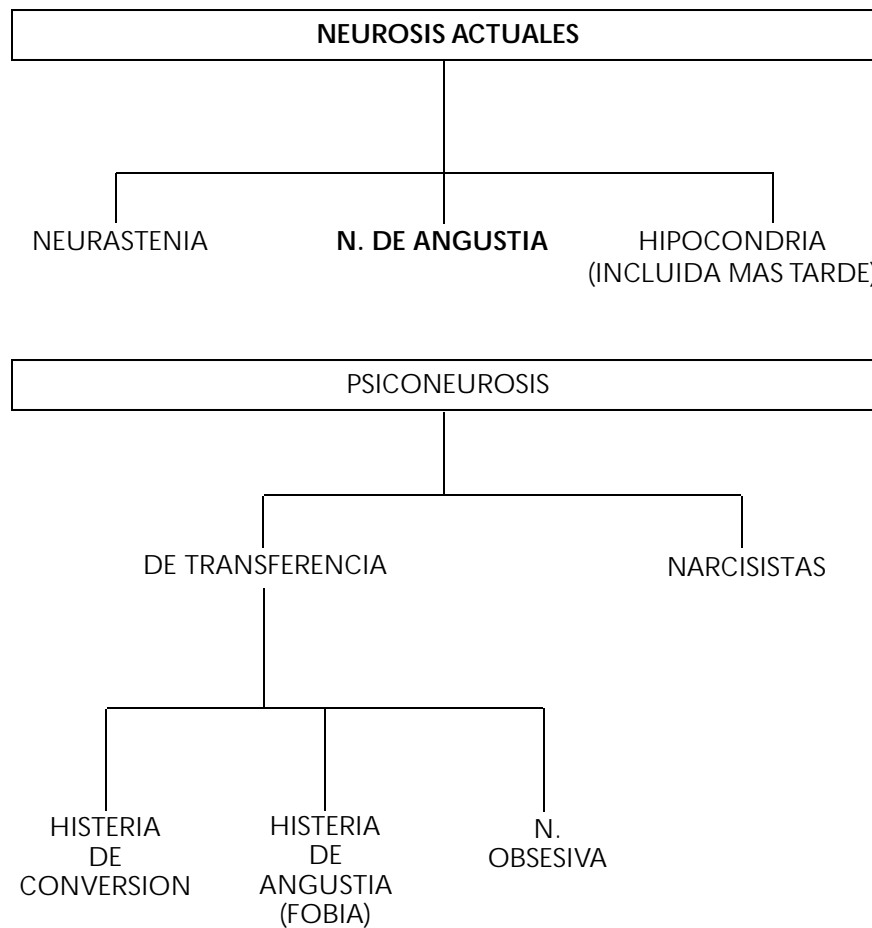 NEUROSIS ACTUALES
NEURASTENIA
N. DE ANGUSTIA
HIPOCONDRIA
(INCLUIDA MAS TARDE)
PSICONEUROSIS
DE TRANSFERENCIA
NARCISISTAS
HISTERIA
DE
CONVERSION
HISTERIA
DE
ANGUSTIA
(FOBIA)
N.
OBSESIVA